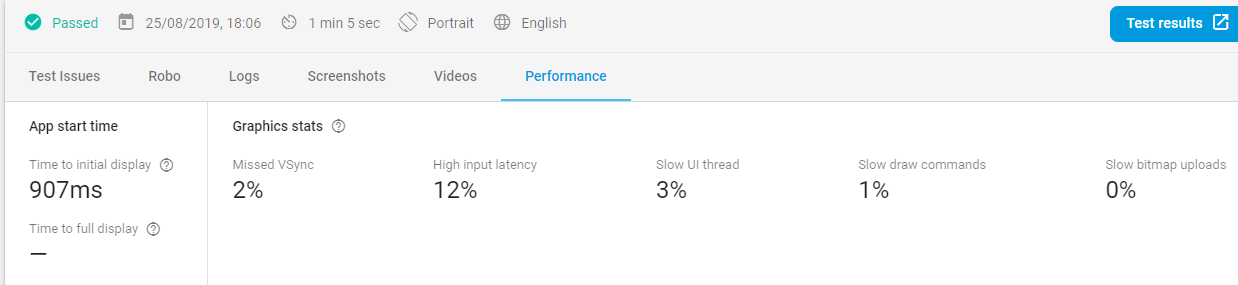 Passed 25/08/2019, 18:06 1 min 5 sec Portrait English Test results
Test Issues Robo Logs Screenshots Videos Performance
App start time Graphics stats
Time to initial display Missed VSync High input latency Slow UI thread Slow draw commands Slow bitmap uploads
907ms 2% 12% 3% 1% 0%
Time to full display
—